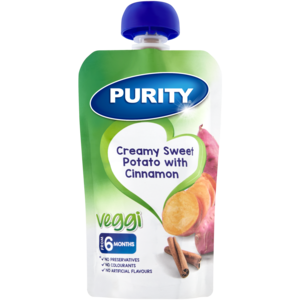 PURITY
Creamy Sweet
Potato with
Cinnamon
veggi
6 MONTHS
NO PRESERVATIVES
NO COLOURANTS
NO ARTIFICIAL FLAVOURS